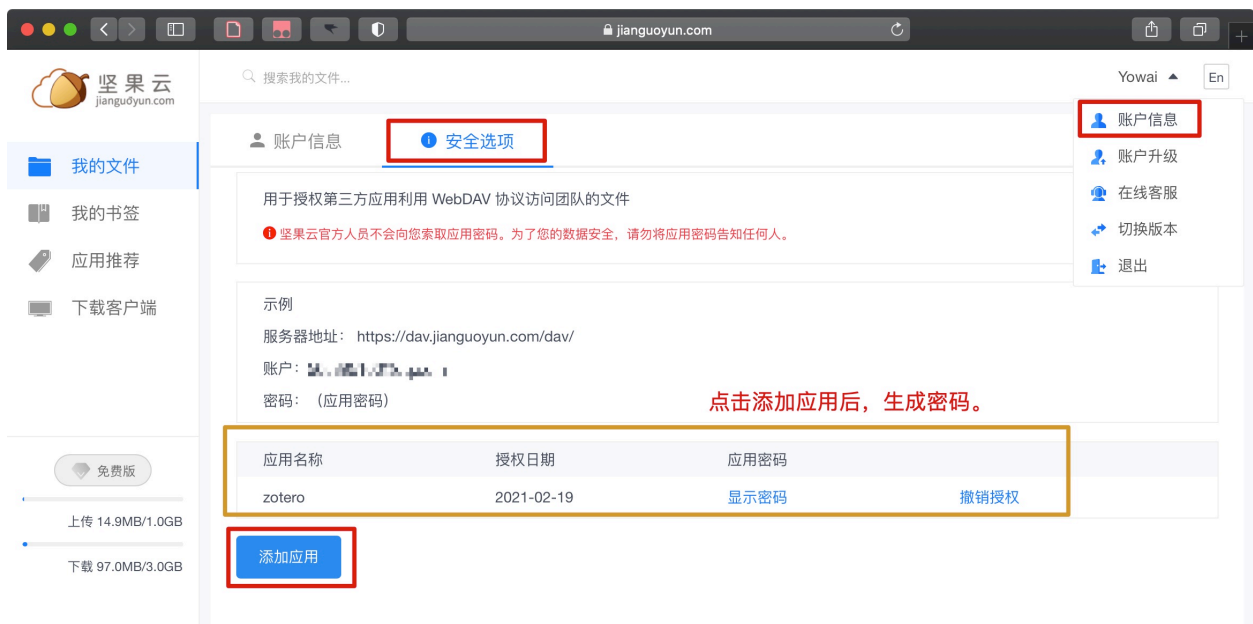 jianguoyun.com
坚果云
jianguoyun.com
搜索我的文件...
Yowai
En
账户信息
安全选项
账户信息
账户升级
在线客服
切换版本
退出
我的文件
我的书签
应用推荐
下载客户端
用于授权第三方应用利用 WebDAV 协议访问团队的文件
坚果云官方人员不会向您索取应用密码。为了您的数据安全，请勿将应用密码告知任何人。
示例
服务器地址： https://dav.jianguoyun.com/dav/
账户：
密码：（应用密码）
点击添加应用后，生成密码。
应用名称 授权日期 应用密码
zotero 2021-02-19 显示密码 撤销授权
添加应用
免费版
上传 14.9MB/1.0GB
下载 97.0MB/3.0GB